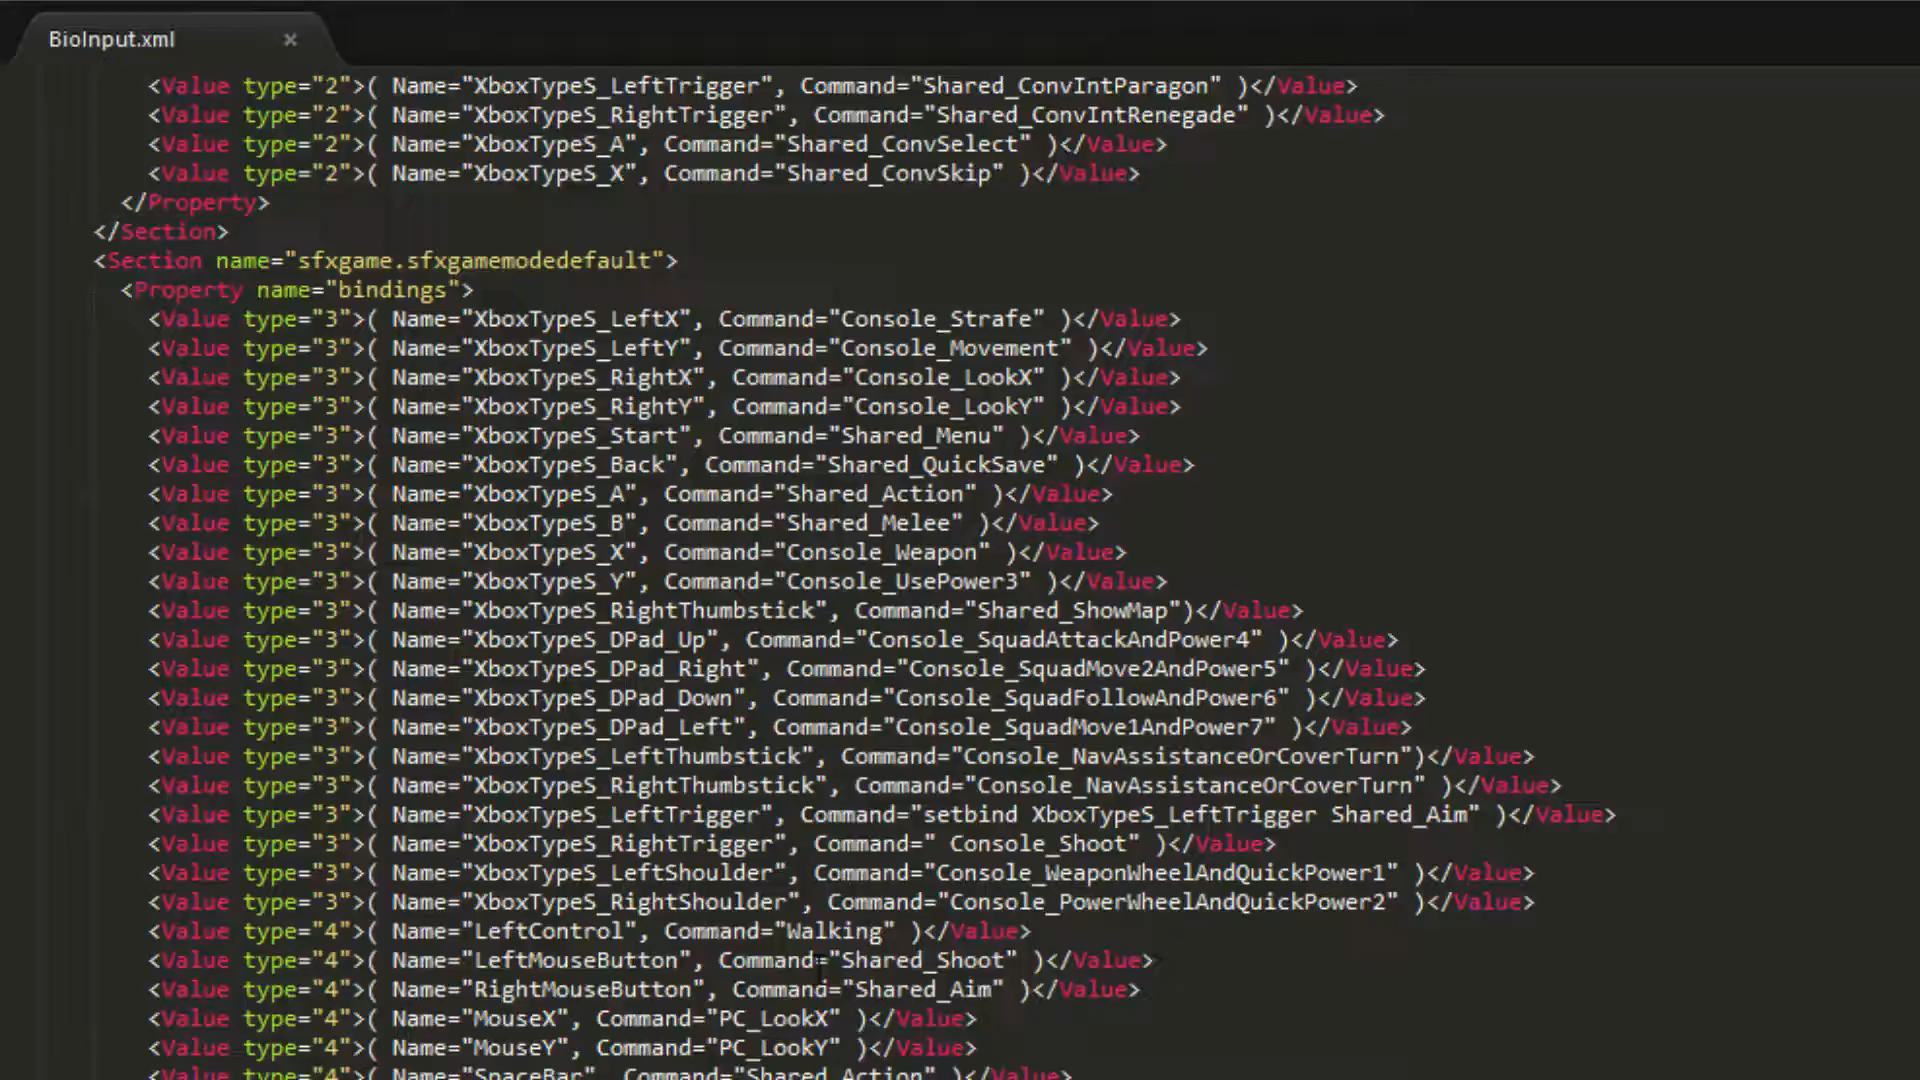 BioInput.xml ×
<Value type="2">( Name="XboxTypeS_LeftTrigger", Command="Shared_ConvIntParagon" )</Value>
<Value type="2">( Name="XboxTypeS_RightTrigger", Command="Shared_ConvIntRenegade" )</Value>
<Value type="2">( Name="XboxTypeS_A", Command="Shared_ConvSelect" )</Value>
<Value type="2">( Name="XboxTypeS_X", Command="Shared_ConvSkip" )</Value>
</Property>
</Section>
<Section name="sfxgame.sfxgamemodedefault">
<Property name="bindings">
<Value type="3">( Name="XboxTypeS_LeftX", Command="Console_Strafe" )</Value>
<Value type="3">( Name="XboxTypeS_LeftY", Command="Console_Movement" )</Value>
<Value type="3">( Name="XboxTypeS_RightX", Command="Console_LookX" )</Value>
<Value type="3">( Name="XboxTypeS_RightY", Command="Console_LookY" )</Value>
<Value type="3">( Name="XboxTypeS_Start", Command="Shared_Menu" )</Value>
<Value type="3">( Name="XboxTypeS_Back", Command="Shared_QuickSave" )</Value>
<Value type="3">( Name="XboxTypeS_A", Command="Shared_Action" )</Value>
<Value type="3">( Name="XboxTypeS_B", Command="Shared_Melee" )</Value>
<Value type="3">( Name="XboxTypeS_X", Command="Console_Weapon" )</Value>
<Value type="3">( Name="XboxTypeS_Y", Command="Console_UsePower3" )</Value>
<Value type="3">( Name="XboxTypeS_RightThumbstick", Command="Shared_ShowMap")</Value>
<Value type="3">( Name="XboxTypeS_DPad_Up", Command="Console_SquadAttackAndPower4" )</Value>
<Value type="3">( Name="XboxTypeS_DPad_Right", Command="Console_SquadMove2AndPower5" )</Value>
<Value type="3">( Name="XboxTypeS_DPad_Down", Command="Console_SquadFollowAndPower6" )</Value>
<Value type="3">( Name="XboxTypeS_DPad_Left", Command="Console_SquadMove1AndPower7" )</Value>
<Value type="3">( Name="XboxTypeS_LeftThumbstick", Command="Console_NavAssistanceOrCoverTurn")</Value>
<Value type="3">( Name="XboxTypeS_RightThumbstick", Command="Console_NavAssistanceOrCoverTurn" )</Value>
<Value type="3">( Name="XboxTypeS_LeftTrigger", Command="setbind XboxTypeS_LeftTrigger Shared_Aim" )</Value>
<Value type="3">( Name="XboxTypeS_RightTrigger", Command=" Console_Shoot" )</Value>
<Value type="3">( Name="XboxTypeS_LeftShoulder", Command="Console_WeaponWheelAndQuickPower1" )</Value>
<Value type="3">( Name="XboxTypeS_RightShoulder", Command="Console_PowerWheelAndQuickPower2" )</Value>
<Value type="4">( Name="LeftControl", Command="Walking" )</Value>
<Value type="4">( Name="LeftMouseButton", Command="Shared_Shoot" )</Value>
<Value type="4">( Name="RightMouseButton", Command="Shared_Aim" )</Value>
<Value type="4">( Name="MouseX", Command="PC_LookX" )</Value>
<Value type="4">( Name="MouseY", Command="PC_LookY" )</Value>
<Value type="4">( Name="SpaceBar", Command="Shared_Action" )</Value>